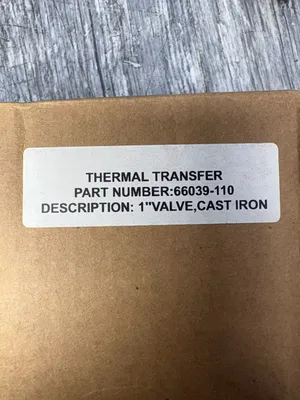 THERMAL TRANSFER
PART NUMBER:66039-110
DESCRIPTION: 1"VALVE,CAST IRON